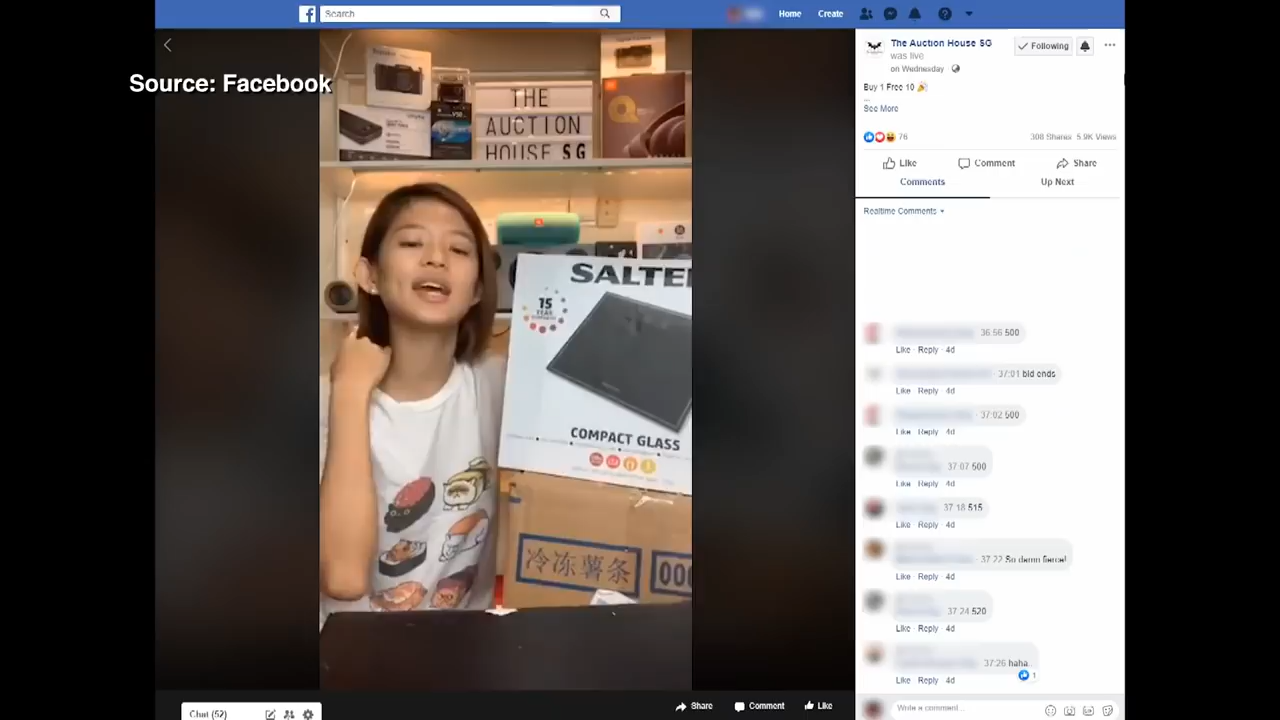 Search
Home
Create
Source: Facebook
THE
AUCTION
HOUSE SG
SALTE
15
YEAR
COMPACT GLASS
冷冻薯条
000
The Auction House SG
was live
on Wednesday
Following
Buy 1 Free 10 🎉
...
See More
76
308 Shares 5.9K Views
Like
Comment
Share
Comments
Up Next
Realtime Comments
36:56 500
Like · Reply · 4d
37:01 bid ends
Like · Reply · 4d
37:02 500
Like · Reply · 4d
37:07 500
Like · Reply · 4d
37:18 515
Like · Reply · 4d
37:22 So damn fierce!
Like · Reply · 4d
37:24 520
Like · Reply · 4d
37:26 haha
1
Like · Reply · 4d
Write a comment...
Chat (52)
Share
Comment
Like